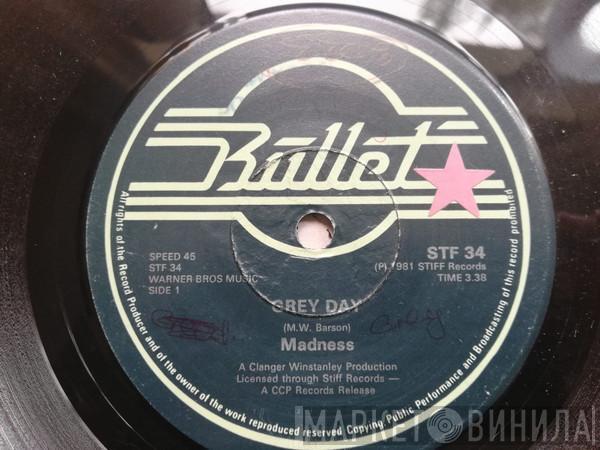 Bullet
SPEED 45
STF 34
WARNER BROS MUSIC
SIDE 1
STF 34
(P) 1981 STIFF Records
TIME 3.38
GREY DAY
(M.W. Barson)
Madness
A Clanger Winstanley Production
Licensed through Stiff Records —
A CCP Records Release
All rights of the Record Producer and of the owner of the work reproduced reserved. Copying, Public Performance and Broadcasting of this record prohibited
МАРКЕТ ВИНИЛА